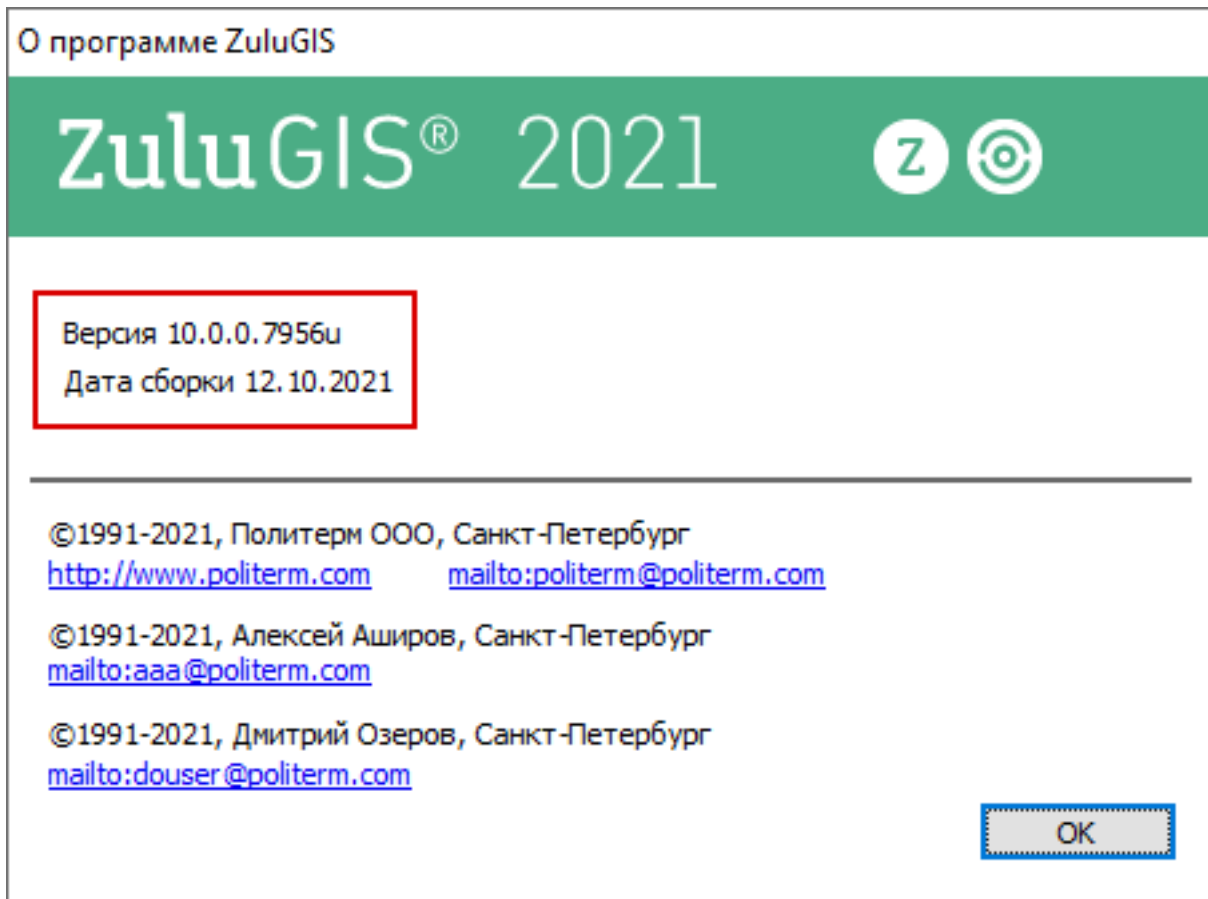 О программе ZuluGIS
ZuluGIS® 2021
Z
Версия 10.0.0.7956u
Дата сборки 12.10.2021
©1991-2021, Политерм ООО, Санкт-Петербург
http://www.politerm.com mailto:politerm@politerm.com
©1991-2021, Алексей Аширов, Санкт-Петербург
mailto:aaa@politerm.com
©1991-2021, Дмитрий Озеров, Санкт-Петербург
mailto:douser@politerm.com
OK